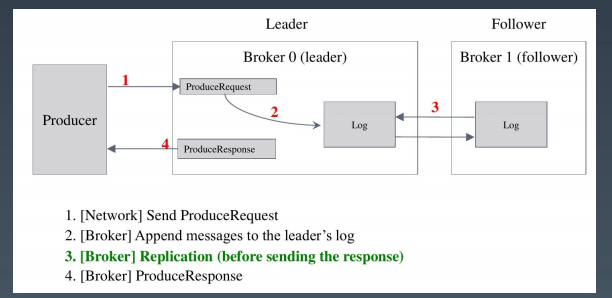 Leader
Follower
Broker 0 (leader)
Broker 1 (follower)
1
ProduceRequest
2
3
Producer
Log
Log
4
ProduceResponse
1. [Network] Send ProduceRequest
2. [Broker] Append messages to the leader's log
3. [Broker] Replication (before sending the response)
4. [Broker] ProduceResponse